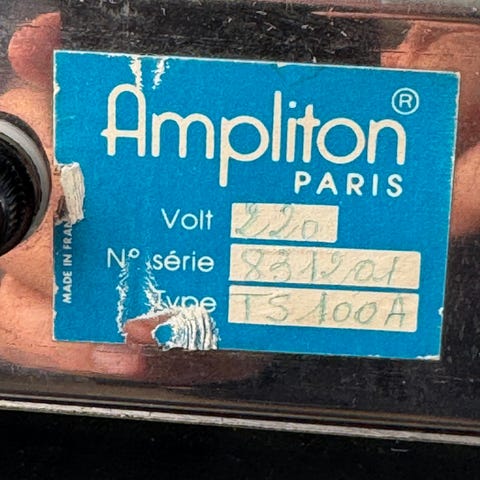 Ampliton®
PARIS
Volt 220
N° série 831201
Type TS 100A
MADE IN FRAN